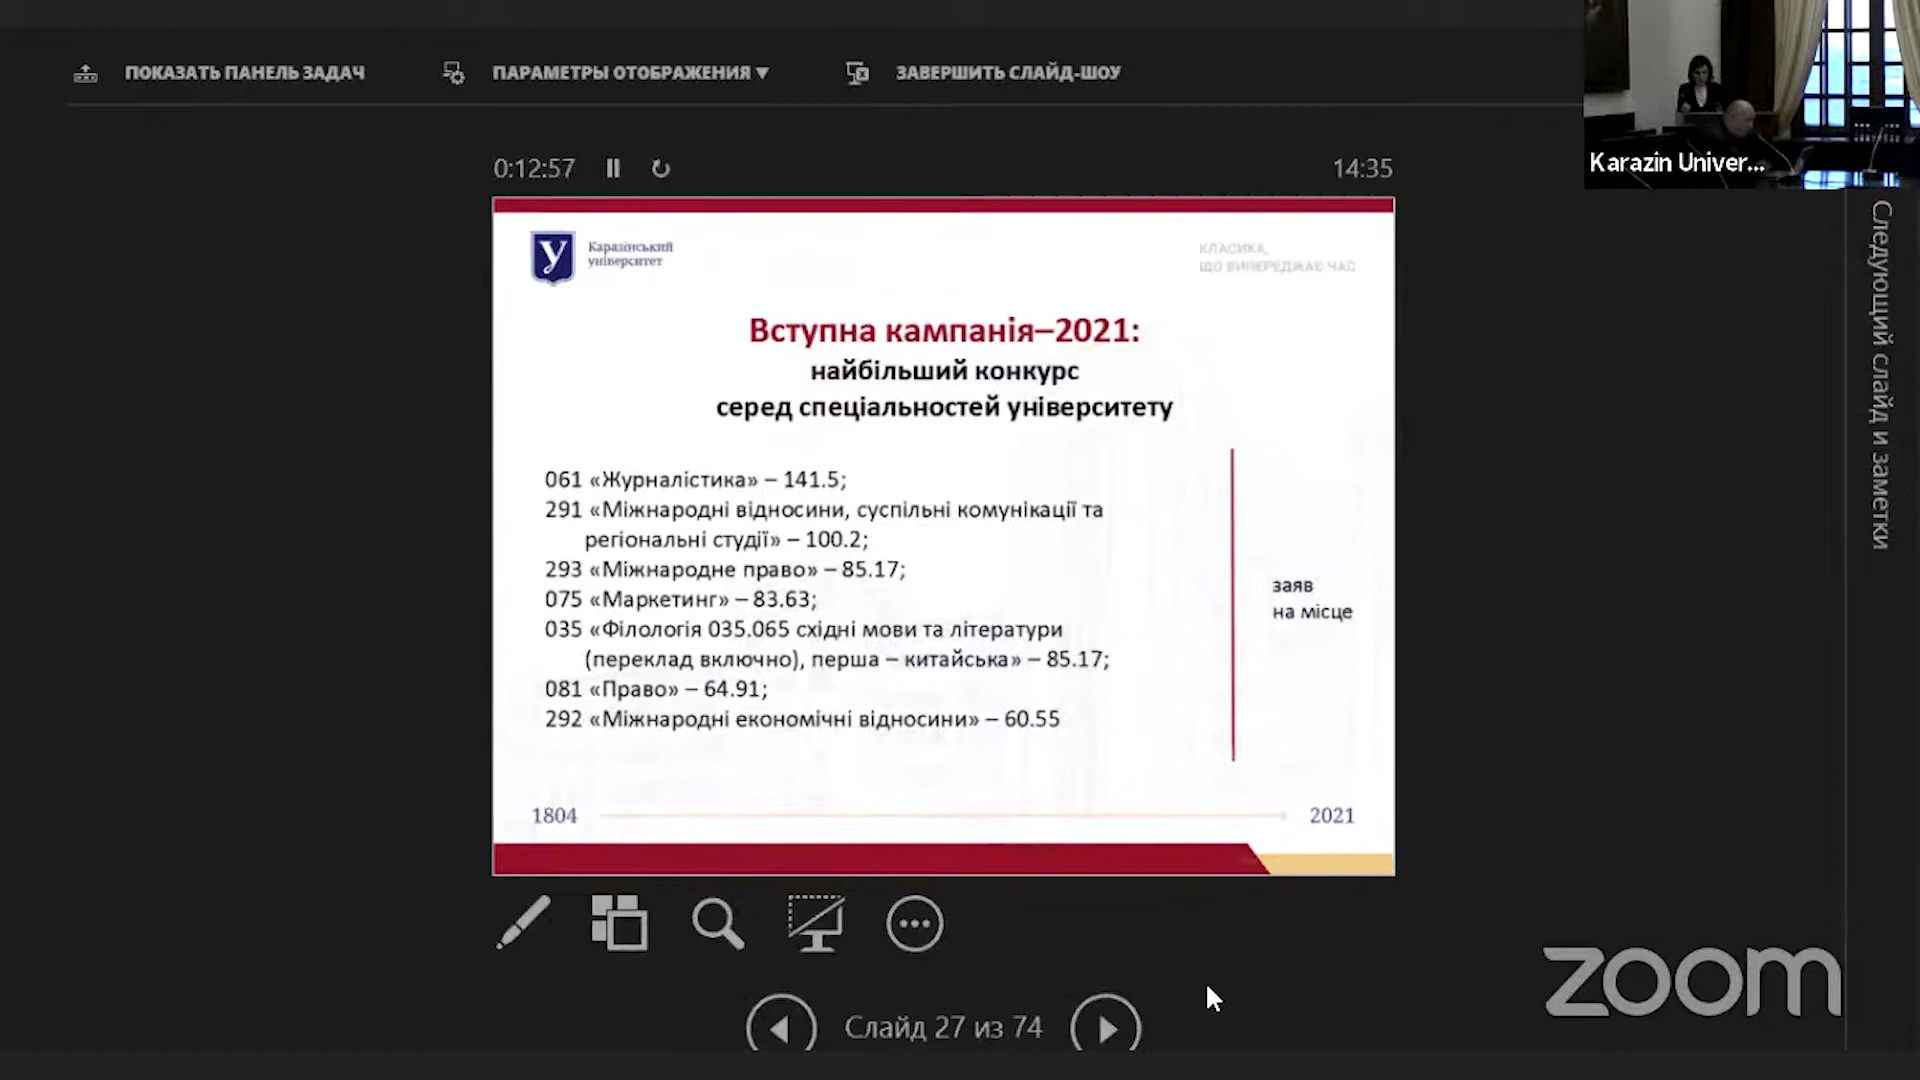 ПОКАЗАТЬ ПАНЕЛЬ ЗАДАЧ
ПАРАМЕТРЫ ОТОБРАЖЕНИЯ ▼
ЗАВЕРШИТЬ СЛАЙД-ШОУ
Karazin Univer...
0:12:57
14:35
Каразінський
університет
КЛАСИКА,
ЩО ВИПЕРЕДЖАЄ ЧАС
Вступна кампанія–2021:
найбільший конкурс
серед спеціальностей університету
061 «Журналістика» – 141.5;
291 «Міжнародні відносини, суспільні комунікації та
регіональні студії» – 100.2;
293 «Міжнародне право» – 85.17;
075 «Маркетинг» – 83.63;
035 «Філологія 035.065 східні мови та літератури
(переклад включно), перша – китайська» – 85.17;
081 «Право» – 64.91;
292 «Міжнародні економічні відносини» – 60.55
заяв
на місце
1804
2021
Слайд 27 из 74
Следующий слайд и заметки
zoom